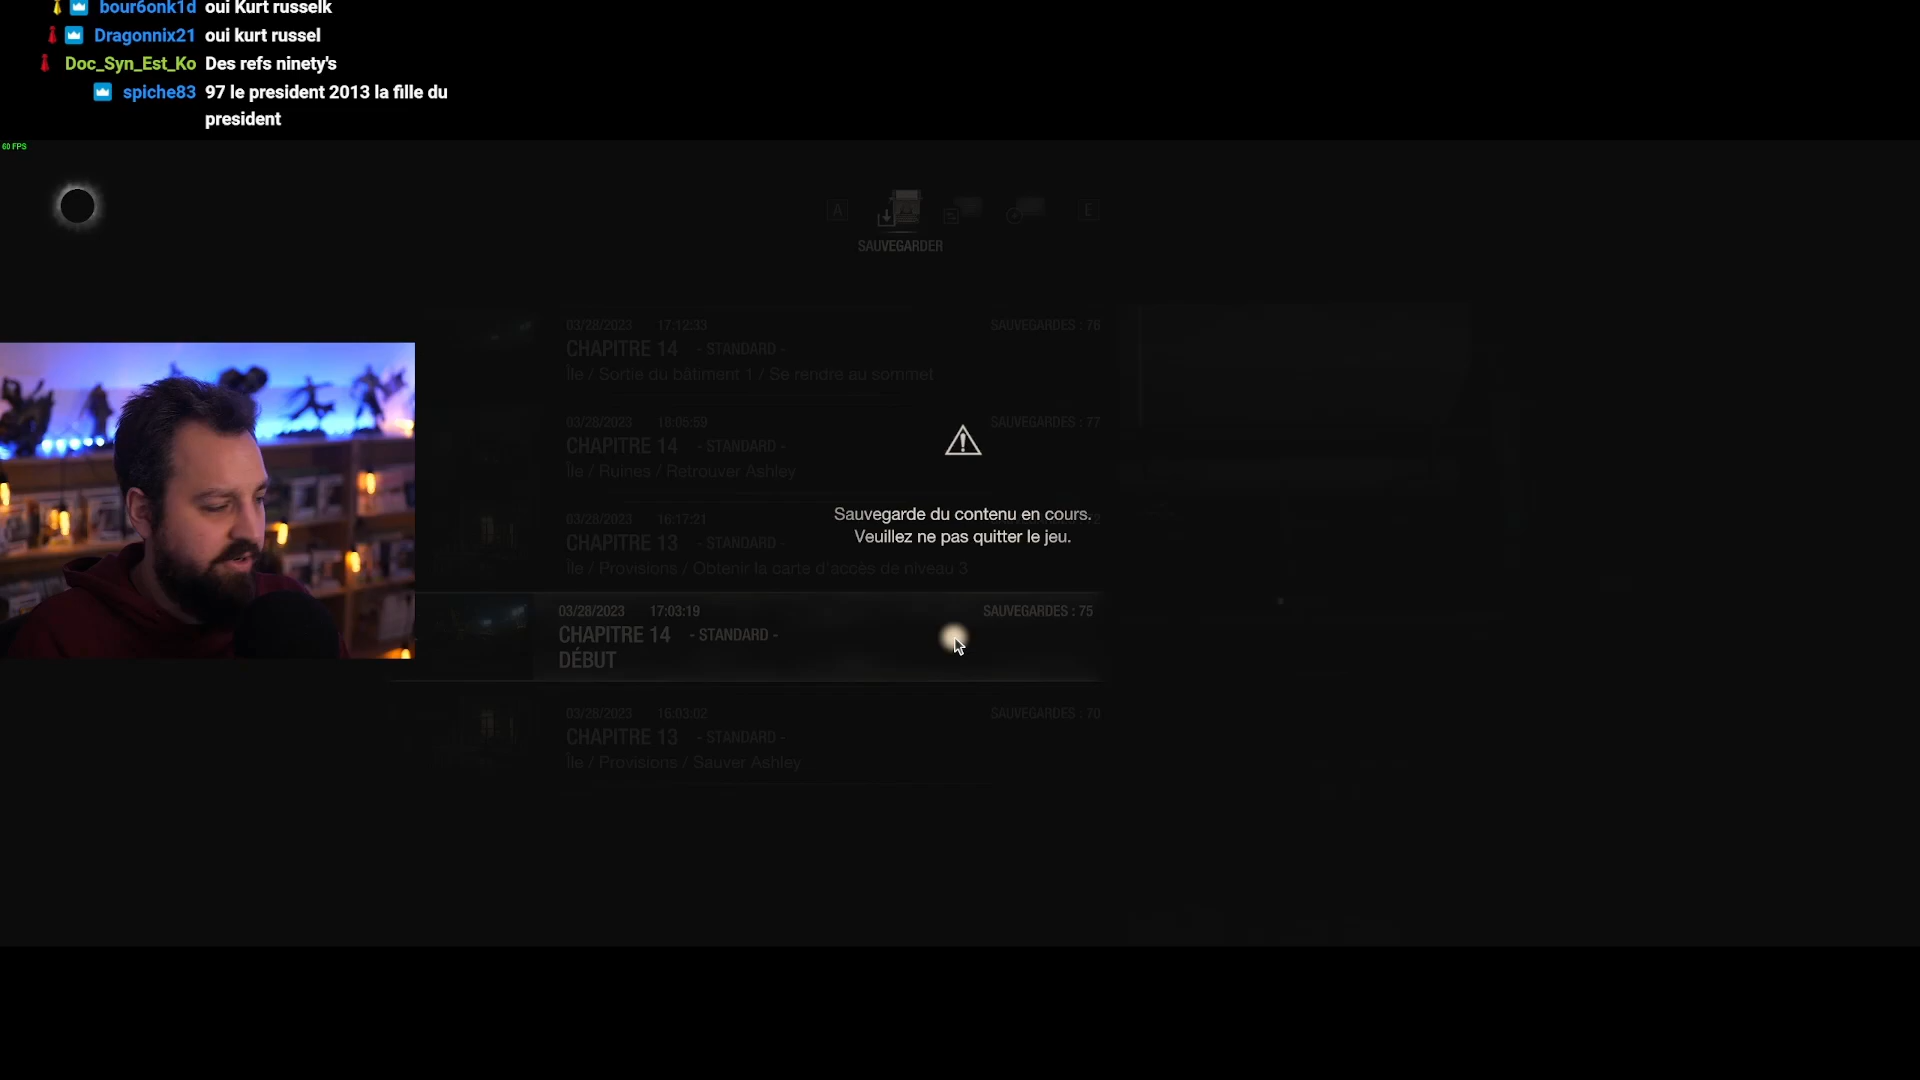 bour6onk1d oui Kurt russelk
Dragonnix21 oui kurt russel
Doc_Syn_Est_Ko Des refs ninety's
spiche83 97 le president 2013 la fille du
president
60 FPS
A
E
SAUVEGARDER
03/28/2023 17:12:33 SAUVEGARDES : 76
CHAPITRE 14 - STANDARD -
Île / Sortie du bâtiment 1 / Se rendre au sommet
03/28/2023 18:05:59 SAUVEGARDES : 77
CHAPITRE 14 - STANDARD -
Île / Ruines / Retrouver Ashley
Sauvegarde du contenu en cours.
Veuillez ne pas quitter le jeu.
03/28/2023 16:17:21
CHAPITRE 13 - STANDARD -
Île / Provisions / Obtenir la carte d'accès de niveau 3
03/28/2023 17:03:19 SAUVEGARDES : 75
CHAPITRE 14 - STANDARD -
DÉBUT
03/28/2023 16:03:02 SAUVEGARDES : 70
CHAPITRE 13 - STANDARD -
Île / Provisions / Sauver Ashley